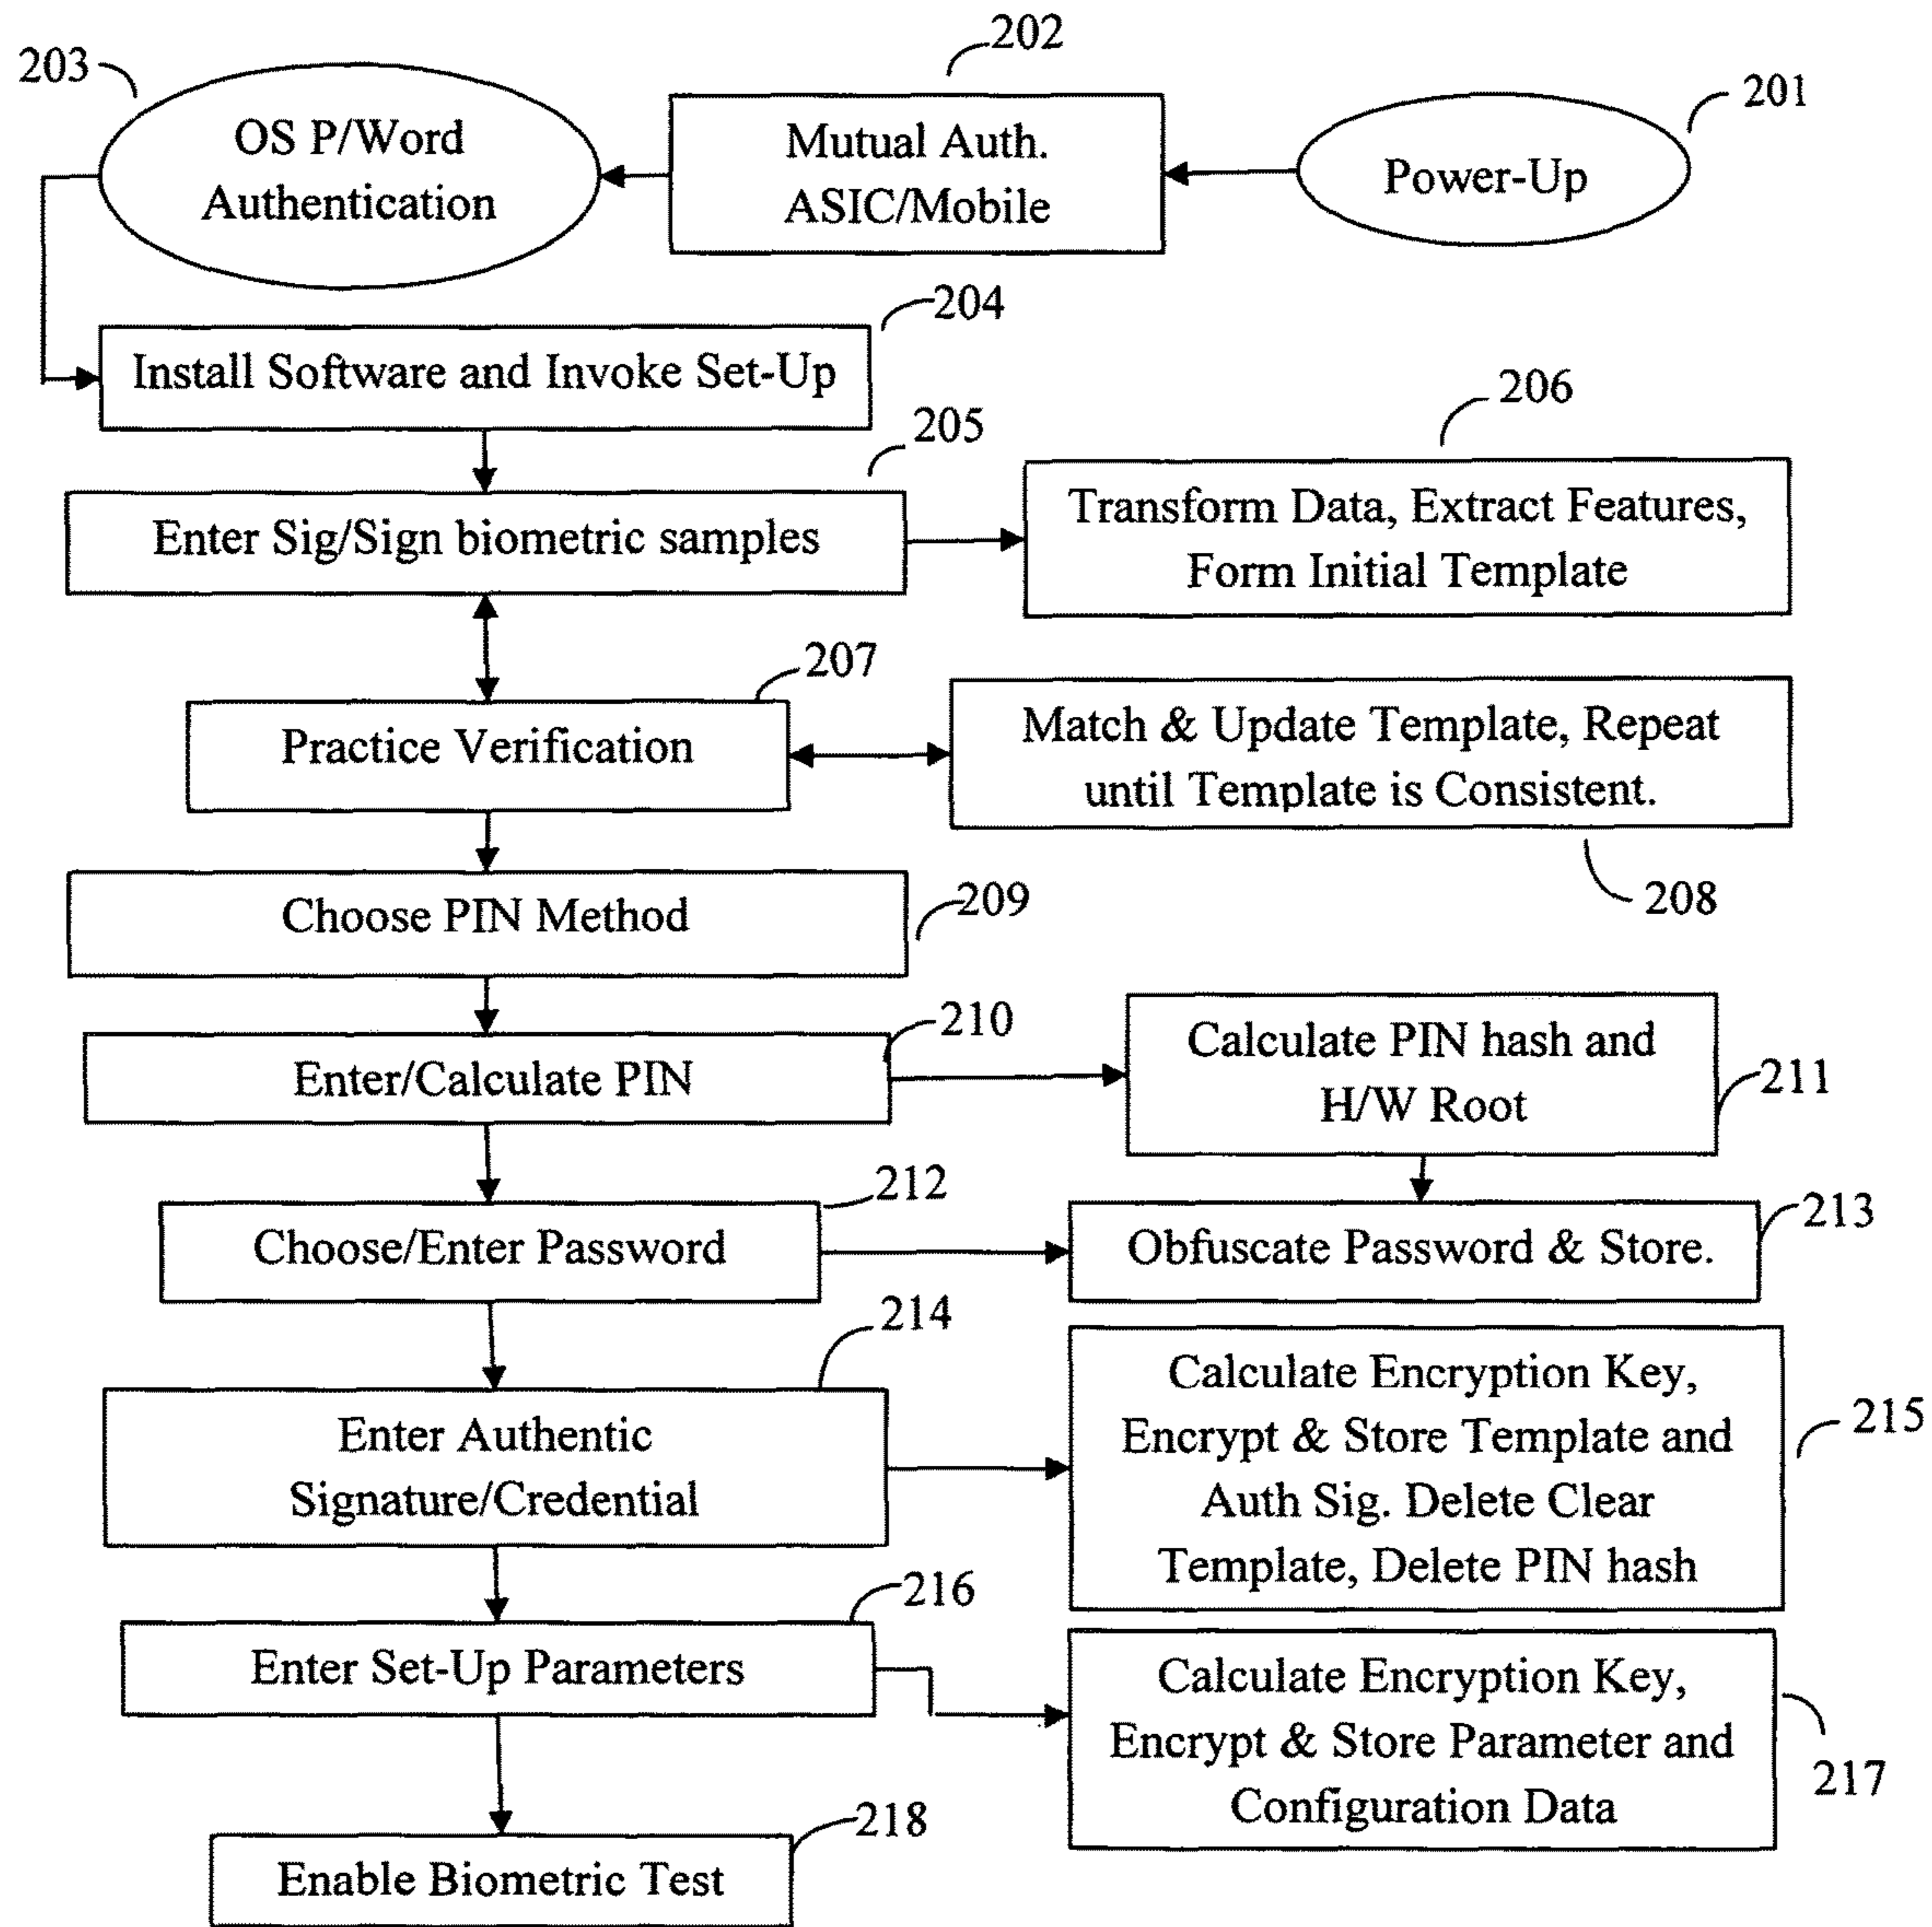 202
203
201
OS P/Word
Authentication
Mutual Auth.
ASIC/Mobile
Power-Up
204
Install Software and Invoke Set-Up
205
206
Enter Sig/Sign biometric samples
Transform Data, Extract Features,
Form Initial Template
207
Practice Verification
Match & Update Template, Repeat
until Template is Consistent.
208
Choose PIN Method
209
210
Enter/Calculate PIN
Calculate PIN hash and
H/W Root
211
212
Choose/Enter Password
Obfuscate Password & Store.
213
214
Enter Authentic
Signature/Credential
Calculate Encryption Key,
Encrypt & Store Template and
Auth Sig. Delete Clear
Template, Delete PIN hash
215
216
Enter Set-Up Parameters
Calculate Encryption Key,
Encrypt & Store Parameter and
Configuration Data
217
218
Enable Biometric Test